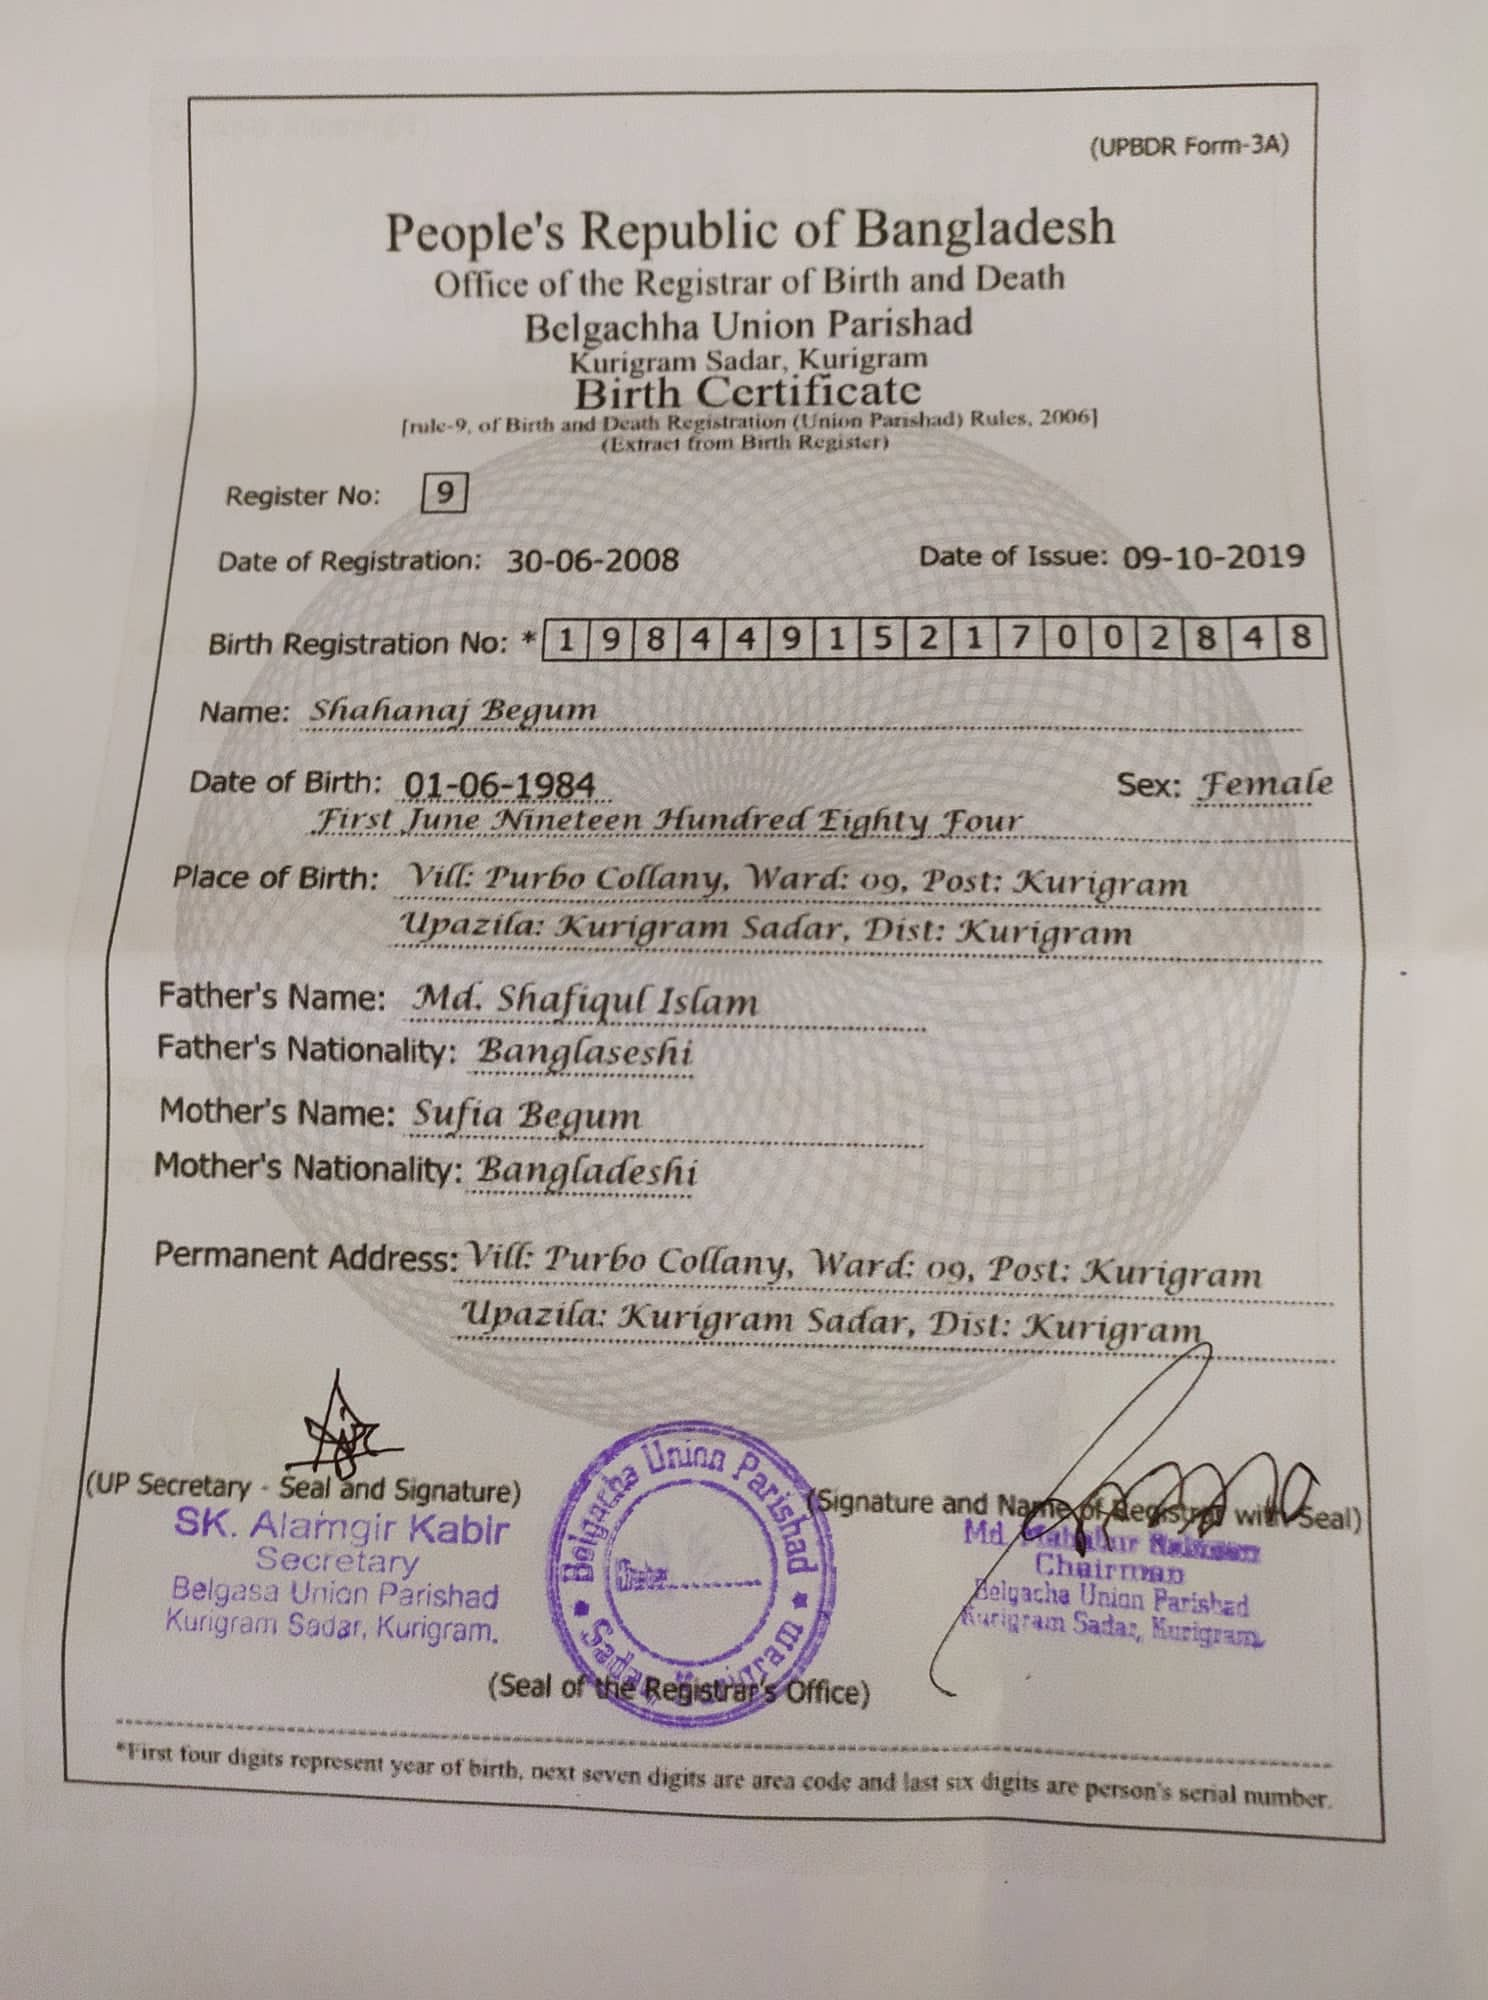 (UPBDR Form-3A)
People's Republic of Bangladesh
Office of the Registrar of Birth and Death
Belgachha Union Parishad
Kurigram Sadar, Kurigram
Birth Certificate
[rule-9, of Birth and Death Registration (Union Parishad) Rules, 2006]
(Extract from Birth Register)
Register No: 9
Date of Registration: 30-06-2008 Date of Issue: 09-10-2019
Birth Registration No: * 1 9 8 4 4 9 1 5 2 1 7 0 0 2 8 4 8
Name: Shahanaj Begum
Date of Birth: 01-06-1984 Sex: Female
First June Nineteen Hundred Eighty Four
Place of Birth: Vill: Purbo Collany, Ward: 09, Post: Kurigram
Upazila: Kurigram Sadar, Dist: Kurigram
Father's Name: Md. Shafiqul Islam
Father's Nationality: Banglaseshi
Mother's Name: Sufia Begum
Mother's Nationality: Bangladeshi
Permanent Address: Vill: Purbo Collany, Ward: 09, Post: Kurigram
Upazila: Kurigram Sadar, Dist: Kurigram
(UP Secretary - Seal and Signature)
SK. Alamgir Kabir
Secretary
Belgasa Union Parishad
Kurigram Sadar, Kurigram.
Belgacha Union Parishad
Sadar, Kurigram
Date
(Seal of the Registrar's Office)
(Signature and Name of Registrar with Seal)
Md.
Chairman
Belgacha Union Parishad
Kurigram Sadar, Kurigram
*First four digits represent year of birth, next seven digits are area code and last six digits are person's serial number.